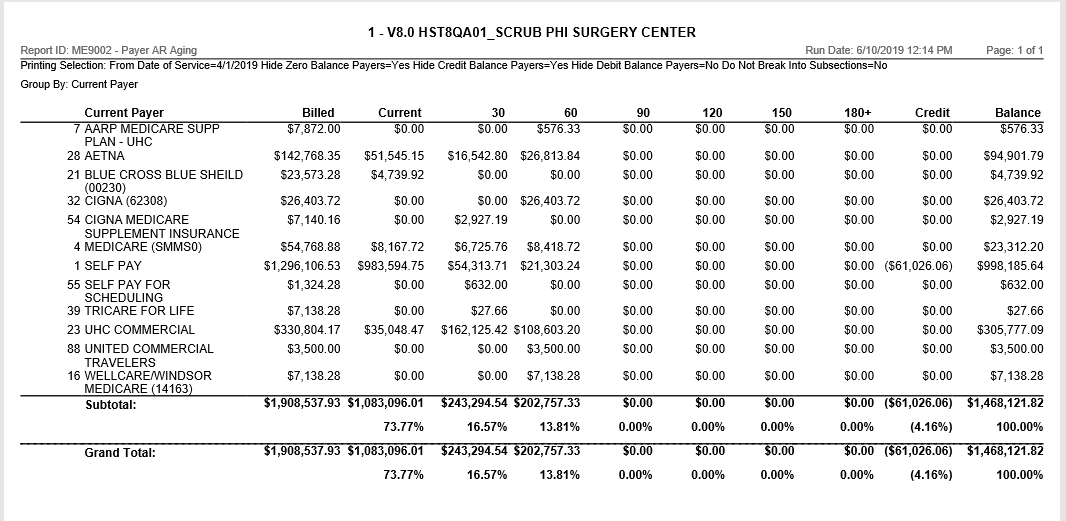 1 - V8.0 HST8QA01_SCRUB PHI SURGERY CENTER
Report ID: ME9002 - Payer AR Aging Run Date: 6/10/2019 12:14 PM Page: 1 of 1
Printing Selection: From Date of Service=4/1/2019 Hide Zero Balance Payers=Yes Hide Credit Balance Payers=Yes Hide Debit Balance Payers=No Do Not Break Into Subsections=No
Group By: Current Payer
Current Payer Billed Current 30 60 90 120 150 180+ Credit Balance
7 AARP MEDICARE SUPP $7,872.00 $0.00 $0.00 $576.33 $0.00 $0.00 $0.00 $0.00 $0.00 $576.33
PLAN - UHC
28 AETNA $142,768.35 $51,545.15 $16,542.80 $26,813.84 $0.00 $0.00 $0.00 $0.00 $0.00 $94,901.79
21 BLUE CROSS BLUE SHEILD $23,573.28 $4,739.92 $0.00 $0.00 $0.00 $0.00 $0.00 $0.00 $0.00 $4,739.92
(00230)
32 CIGNA (62308) $26,403.72 $0.00 $0.00 $26,403.72 $0.00 $0.00 $0.00 $0.00 $0.00 $26,403.72
54 CIGNA MEDICARE $7,140.16 $0.00 $2,927.19 $0.00 $0.00 $0.00 $0.00 $0.00 $0.00 $2,927.19
SUPPLEMENT INSURANCE
4 MEDICARE (SMMS0) $54,768.88 $8,167.72 $6,725.76 $8,418.72 $0.00 $0.00 $0.00 $0.00 $0.00 $23,312.20
1 SELF PAY $1,296,106.53 $983,594.75 $54,313.71 $21,303.24 $0.00 $0.00 $0.00 $0.00 ($61,026.06) $998,185.64
55 SELF PAY FOR $1,324.28 $0.00 $632.00 $0.00 $0.00 $0.00 $0.00 $0.00 $0.00 $632.00
SCHEDULING
39 TRICARE FOR LIFE $7,138.28 $0.00 $27.66 $0.00 $0.00 $0.00 $0.00 $0.00 $0.00 $27.66
23 UHC COMMERCIAL $330,804.17 $35,048.47 $162,125.42 $108,603.20 $0.00 $0.00 $0.00 $0.00 $0.00 $305,777.09
88 UNITED COMMERCIAL $3,500.00 $0.00 $0.00 $3,500.00 $0.00 $0.00 $0.00 $0.00 $0.00 $3,500.00
TRAVELERS
16 WELLCARE/WINDSOR $7,138.28 $0.00 $0.00 $7,138.28 $0.00 $0.00 $0.00 $0.00 $0.00 $7,138.28
MEDICARE (14163)
Subtotal: $1,908,537.93 $1,083,096.01 $243,294.54 $202,757.33 $0.00 $0.00 $0.00 $0.00 ($61,026.06) $1,468,121.82
73.77% 16.57% 13.81% 0.00% 0.00% 0.00% 0.00% (4.16%) 100.00%
Grand Total: $1,908,537.93 $1,083,096.01 $243,294.54 $202,757.33 $0.00 $0.00 $0.00 $0.00 ($61,026.06) $1,468,121.82
73.77% 16.57% 13.81% 0.00% 0.00% 0.00% 0.00% (4.16%) 100.00%